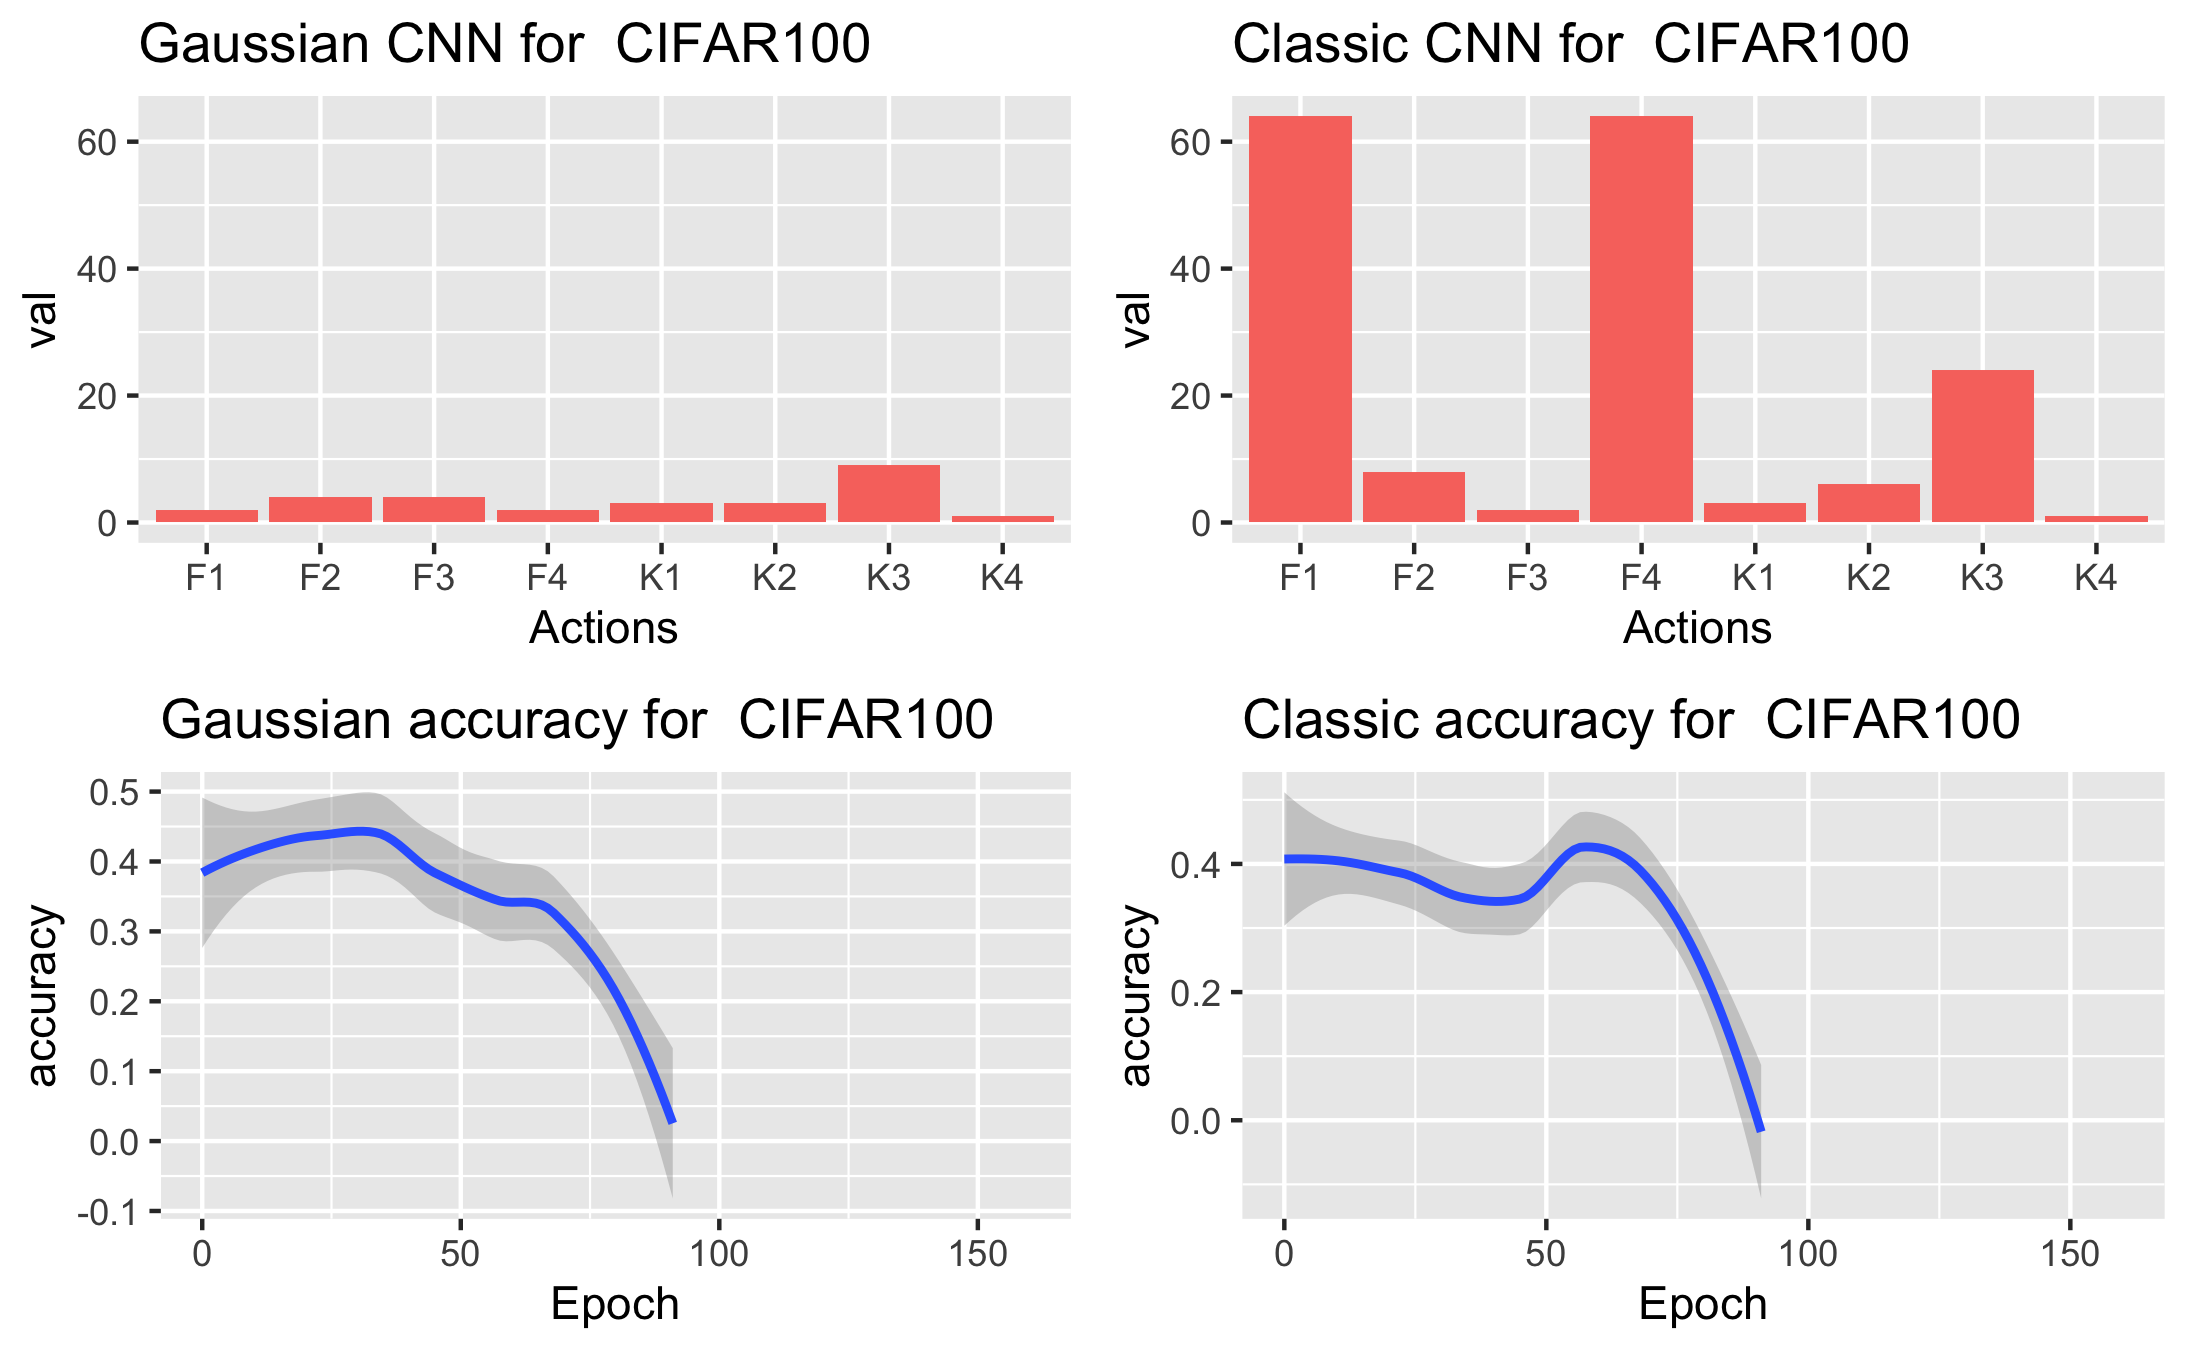 Gaussian CNN for  CIFAR100
60
40
20
0
val
F1 F2 F3 F4 K1 K2 K3 K4
Actions
Classic CNN for  CIFAR100
60
40
20
0
val
F1 F2 F3 F4 K1 K2 K3 K4
Actions
Gaussian accuracy for  CIFAR100
0.5
0.4
0.3
0.2
0.1
0.0
-0.1
accuracy
0 50 100 150
Epoch
Classic accuracy for  CIFAR100
0.4
0.2
0.0
accuracy
0 50 100 150
Epoch